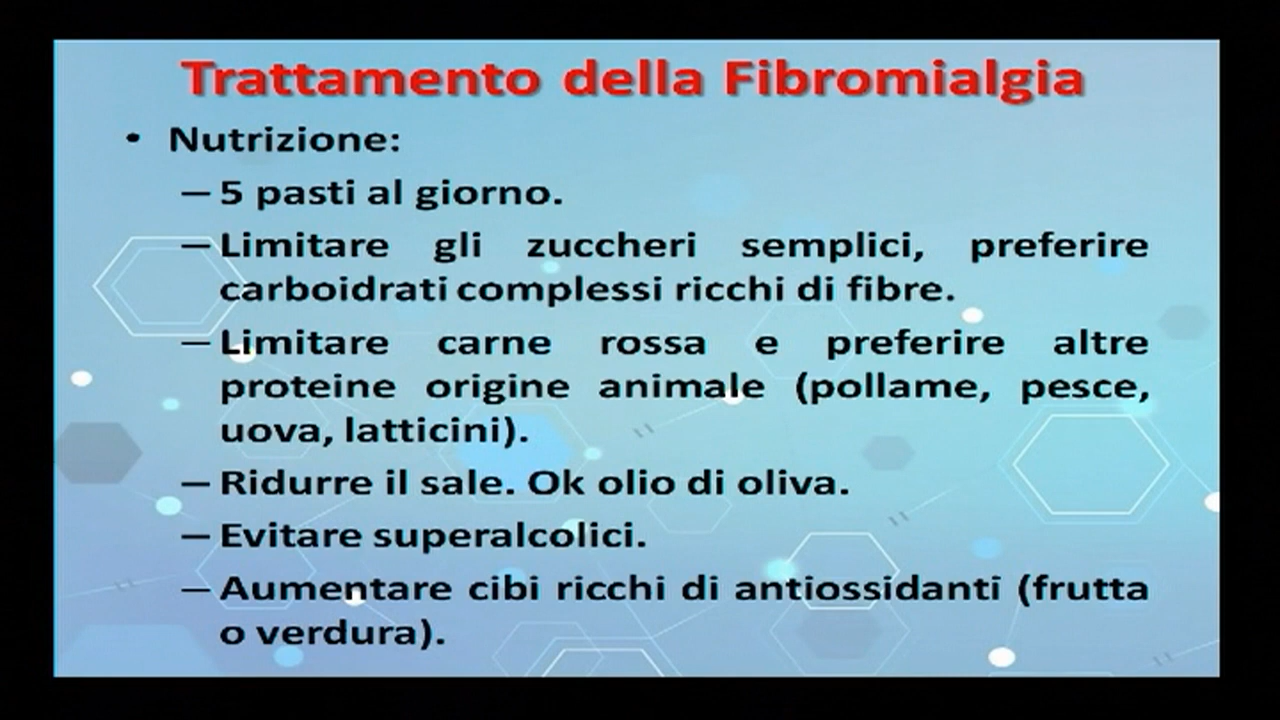 Trattamento della Fibromialgia
• Nutrizione:
– 5 pasti al giorno.
– Limitare gli zuccheri semplici, preferire
carboidrati complessi ricchi di fibre.
– Limitare carne rossa e preferire altre
proteine origine animale (pollame, pesce,
uova, latticini).
– Ridurre il sale. Ok olio di oliva.
– Evitare superalcolici.
– Aumentare cibi ricchi di antiossidanti (frutta
o verdura).